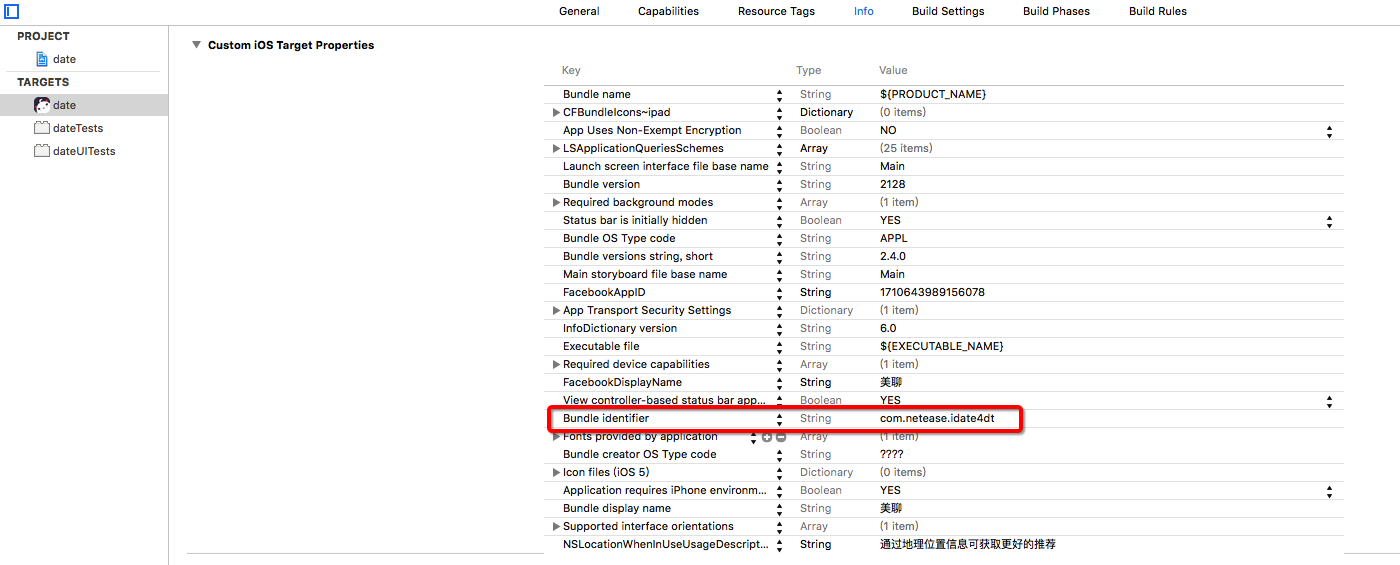 General Capabilities Resource Tags Info Build Settings Build Phases Build Rules
PROJECT
date
TARGETS
date
dateTests
dateUITests
Custom iOS Target Properties
Key Type Value
Bundle name String ${PRODUCT_NAME}
CFBundleIcons~ipad Dictionary (0 items)
App Uses Non-Exempt Encryption Boolean NO
LSApplicationQueriesSchemes Array (25 items)
Launch screen interface file base name String Main
Bundle version String 2128
Required background modes Array (1 item)
Status bar is initially hidden Boolean YES
Bundle OS Type code String APPL
Bundle versions string, short String 2.4.0
Main storyboard file base name String Main
FacebookAppID String 1710643989156078
App Transport Security Settings Dictionary (1 item)
InfoDictionary version String 6.0
Executable file String ${EXECUTABLE_NAME}
Required device capabilities Array (1 item)
FacebookDisplayName String 美聊
View controller-based status bar app... Boolean YES
Bundle identifier String com.netease.idate4dt
Fonts provided by application Array (1 item)
Bundle creator OS Type code String ????
Icon files (iOS 5) Dictionary (0 items)
Application requires iPhone environm... Boolean YES
Bundle display name String 美聊
Supported interface orientations Array (1 item)
NSLocationWhenInUseUsageDescript... String 通过地理位置信息可获取更好的推荐